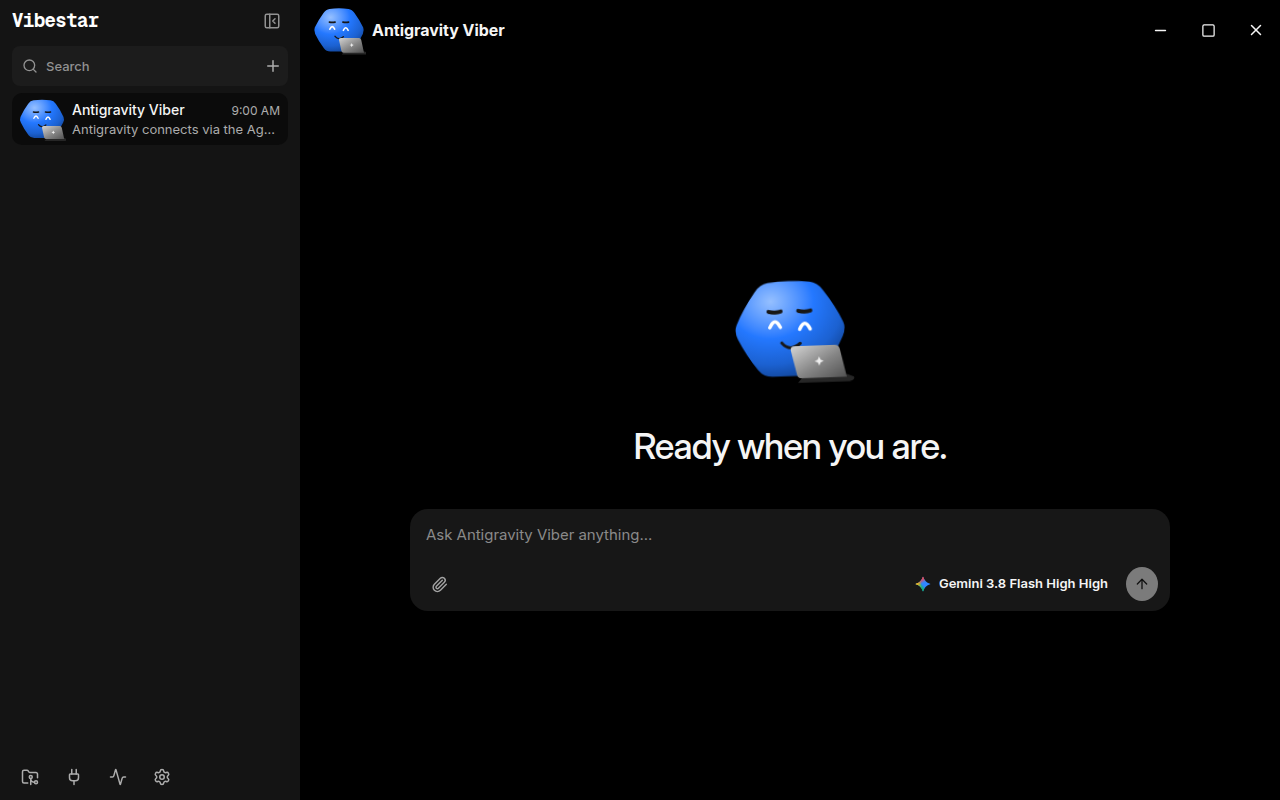 Vibestar
Search
Antigravity Viber
9:00 AM
Antigravity connects via the Ag...
Antigravity Viber
Ready when you are.
Ask Antigravity Viber anything...
Gemini 3.8 Flash High High